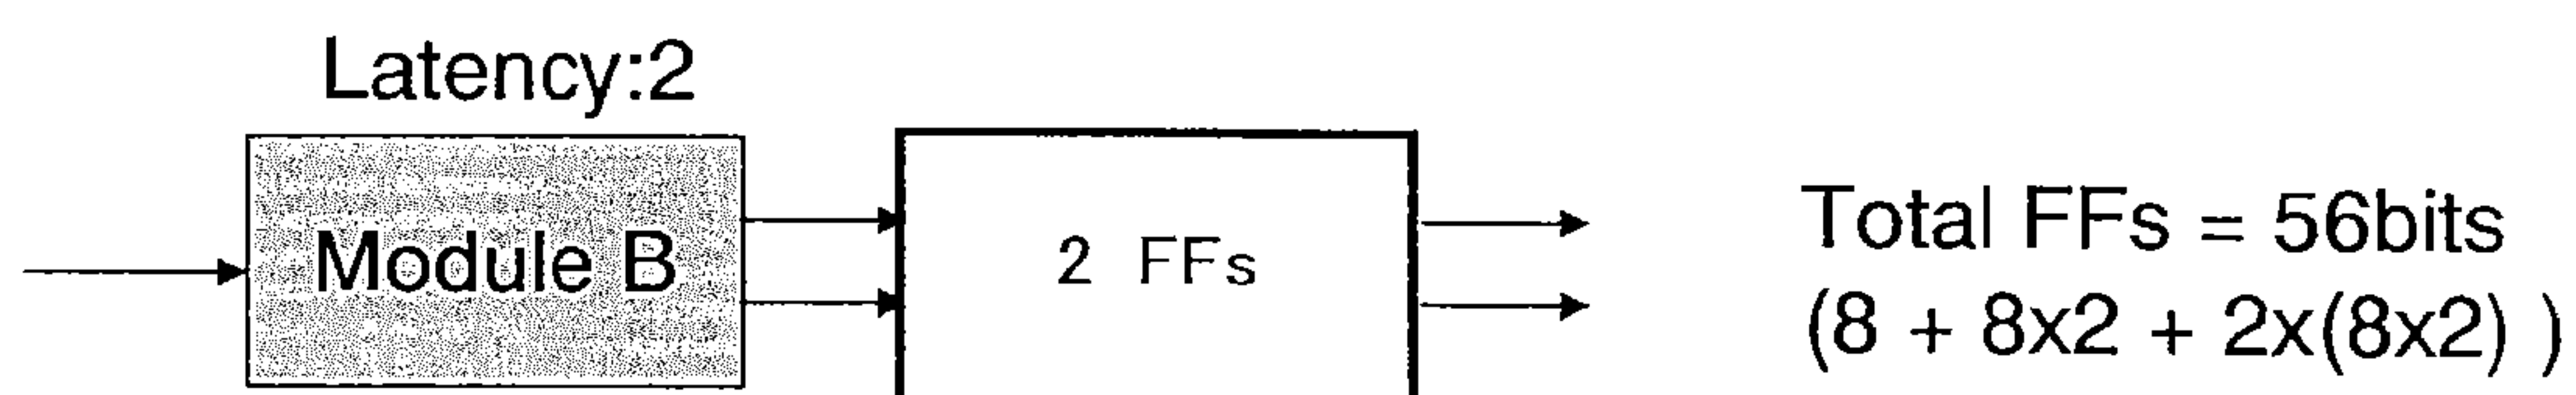 Latency:2
Module B
2 FFs
Total FFs = 56bits
(8 + 8x2 + 2x(8x2) )